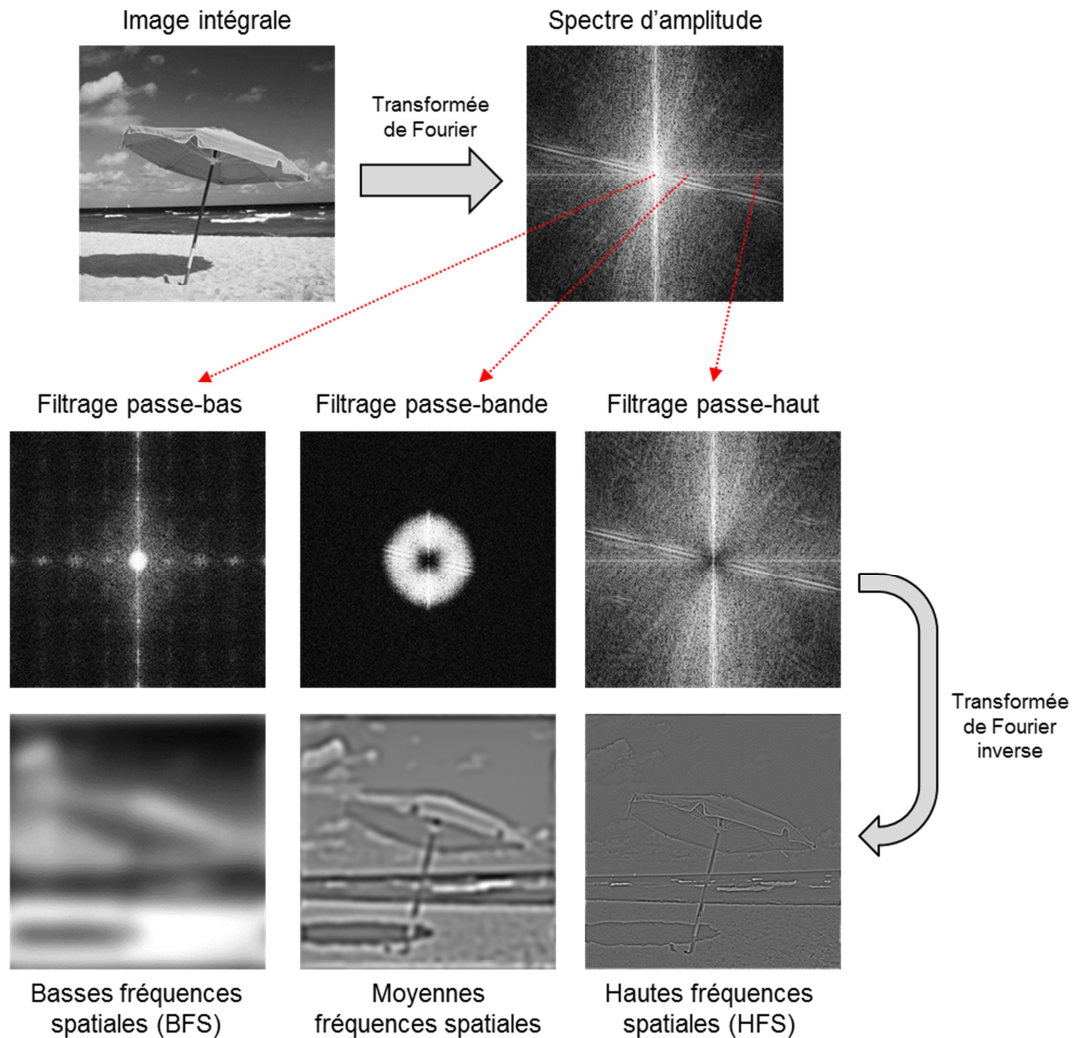 Image intégrale
Spectre d’amplitude
Transformée
de Fourier
Filtrage passe-bas
Filtrage passe-bande
Filtrage passe-haut
Transformée
de Fourier
inverse
Basses fréquences
spatiales (BFS)
Moyennes
fréquences spatiales
Hautes fréquences
spatiales (HFS)